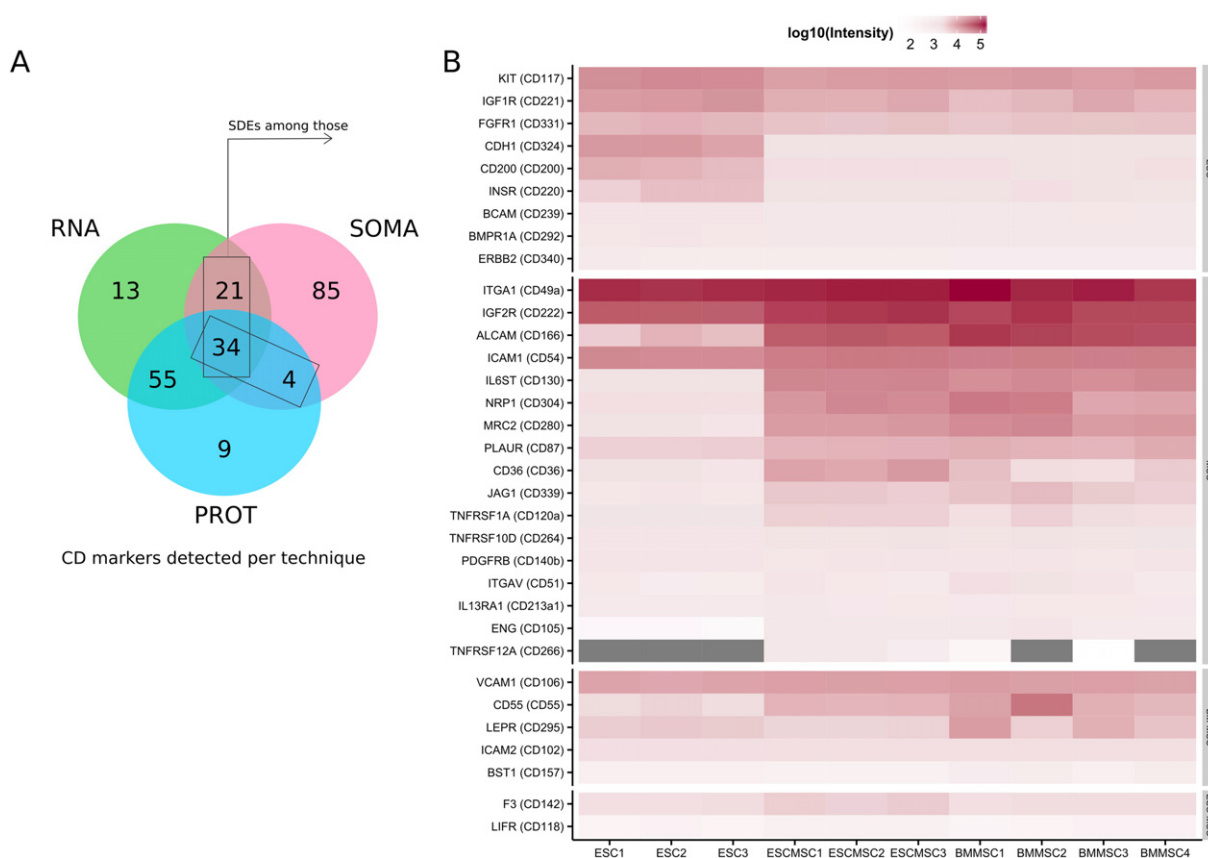 A
SDEs among those
RNA
SOMA
13
21
85
34
55
4
9
PROT
CD markers detected per technique
B
log10(Intensity)
2 3 4 5
KIT (CD117)
IGF1R (CD221)
FGFR1 (CD331)
CDH1 (CD324)
CD200 (CD200)
INSR (CD220)
BCAM (CD239)
BMPR1A (CD292)
ERBB2 (CD340)
ITGA1 (CD49a)
IGF2R (CD222)
ALCAM (CD166)
ICAM1 (CD54)
IL6ST (CD130)
NRP1 (CD304)
MRC2 (CD280)
PLAUR (CD87)
CD36 (CD36)
JAG1 (CD339)
TNFRSF1A (CD120a)
TNFRSF10D (CD264)
PDGFRB (CD140b)
ITGAV (CD51)
IL13RA1 (CD213a1)
ENG (CD105)
TNFRSF12A (CD266)
VCAM1 (CD106)
CD55 (CD55)
LEPR (CD295)
ICAM2 (CD102)
BST1 (CD157)
F3 (CD142)
LIFR (CD118)
ESC1 ESC2 ESC3 ESCMSC1 ESCMSC2 ESCMSC3 BMMSC1 BMMSC2 BMMSC3 BMMSC4